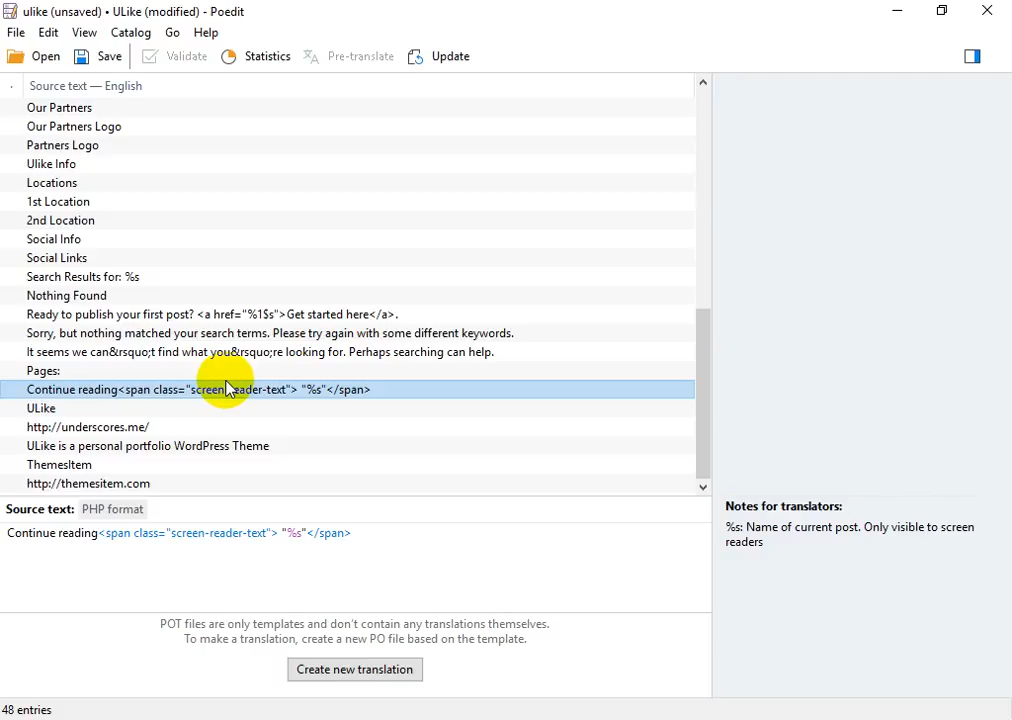 ulike (unsaved) • ULike (modified) - Poedit
File Edit View Catalog Go Help
Open Save Validate Statistics Pre-translate Update
Source text — English
Our Partners
Our Partners Logo
Partners Logo
Ulike Info
Locations
1st Location
2nd Location
Social Info
Social Links
Search Results for: %s
Nothing Found
Ready to publish your first post? <a href="%1$s">Get started here</a>.
Sorry, but nothing matched your search terms. Please try again with some different keywords.
It seems we can&rsquo;t find what you&rsquo;re looking for. Perhaps searching can help.
Pages:
Continue reading<span class="screen-reader-text"> "%s"</span>
ULike
http://underscores.me/
ULike is a personal portfolio WordPress Theme
ThemesItem
http://themesitem.com
Source text: PHP format
Continue reading<span class="screen-reader-text"> "%s"</span>
POT files are only templates and don't contain any translations themselves.
To make a translation, create a new PO file based on the template.
Create new translation
Notes for translators:
%s: Name of current post. Only visible to screen
readers
48 entries